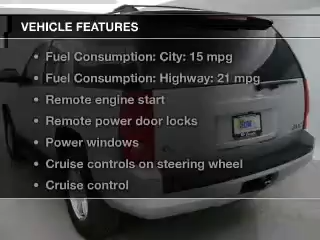 VEHICLE FEATURES
• Fuel Consumption: City: 15 mpg
• Fuel Consumption: Highway: 21 mpg
• Remote engine start
• Remote power door locks
• Power windows
• Cruise controls on steering wheel
• Cruise control